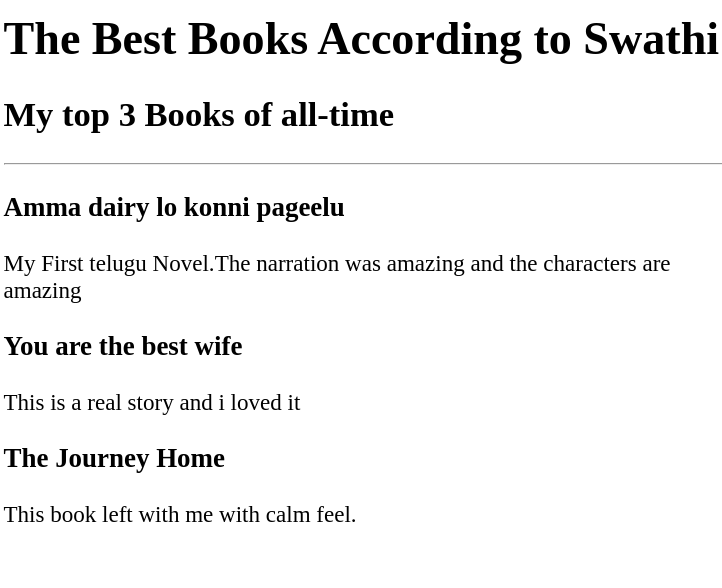 The Best Books According to Swathi
My top 3 Books of all-time
Amma dairy lo konni pageelu
My First telugu Novel.The narration was amazing and the characters are
amazing
You are the best wife
This is a real story and i loved it
The Journey Home
This book left with me with calm feel.